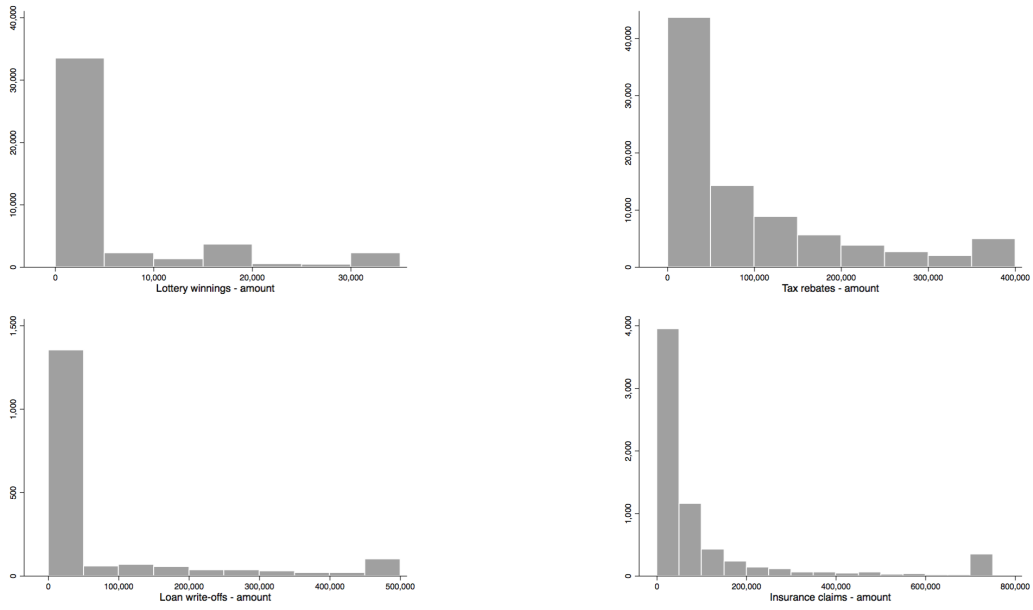 40,000
30,000
20,000
10,000
0
0 10,000 20,000 30,000
Lottery winnings - amount
40,000
30,000
20,000
10,000
0
0 100,000 200,000 300,000 400,000
Tax rebates - amount
1,500
1,000
500
0
0 100,000 200,000 300,000 400,000 500,000
Loan write-offs - amount
4,000
3,000
2,000
1,000
0
0 200,000 400,000 600,000 800,000
Insurance claims - amount